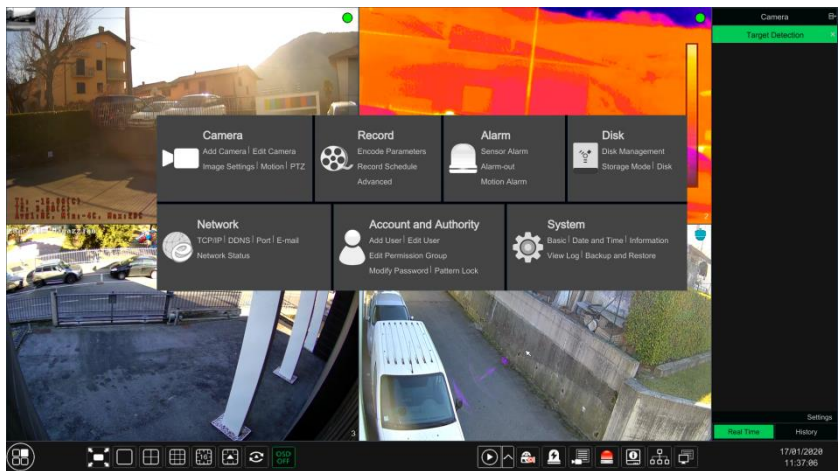 Camera
Target Detection
Camera
Add Camera | Edit Camera
Image Settings | Motion | PTZ
Record
Encode Parameters
Record Schedule
Advanced
Alarm
Sensor Alarm
Alarm-out
Motion Alarm
Disk
Disk Management
Storage Mode | Disk
Network
TCP/IP | DDNS | Port | E-mail
Network Status
Account and Authority
Add User | Edit User
Edit Permission Group
Modify Password | Pattern Lock
System
Basic | Date and Time | Information
View Log | Backup and Restore
2
3
Settings
Real Time
History
16
OSD
OFF
17/01/2020
11:37:06